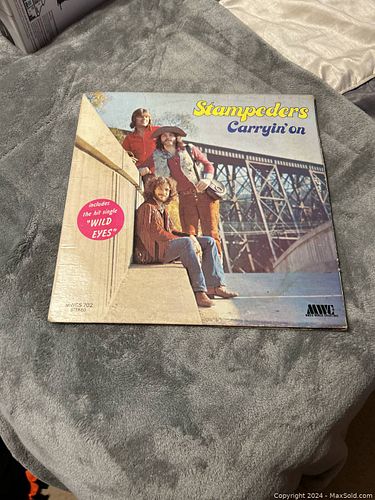 Stampeders
Carryin' on
includes
the hit single
"WILD
EYES"
MWCS 702
STEREO
MWC
Copyright 2024 - MaxSold.com